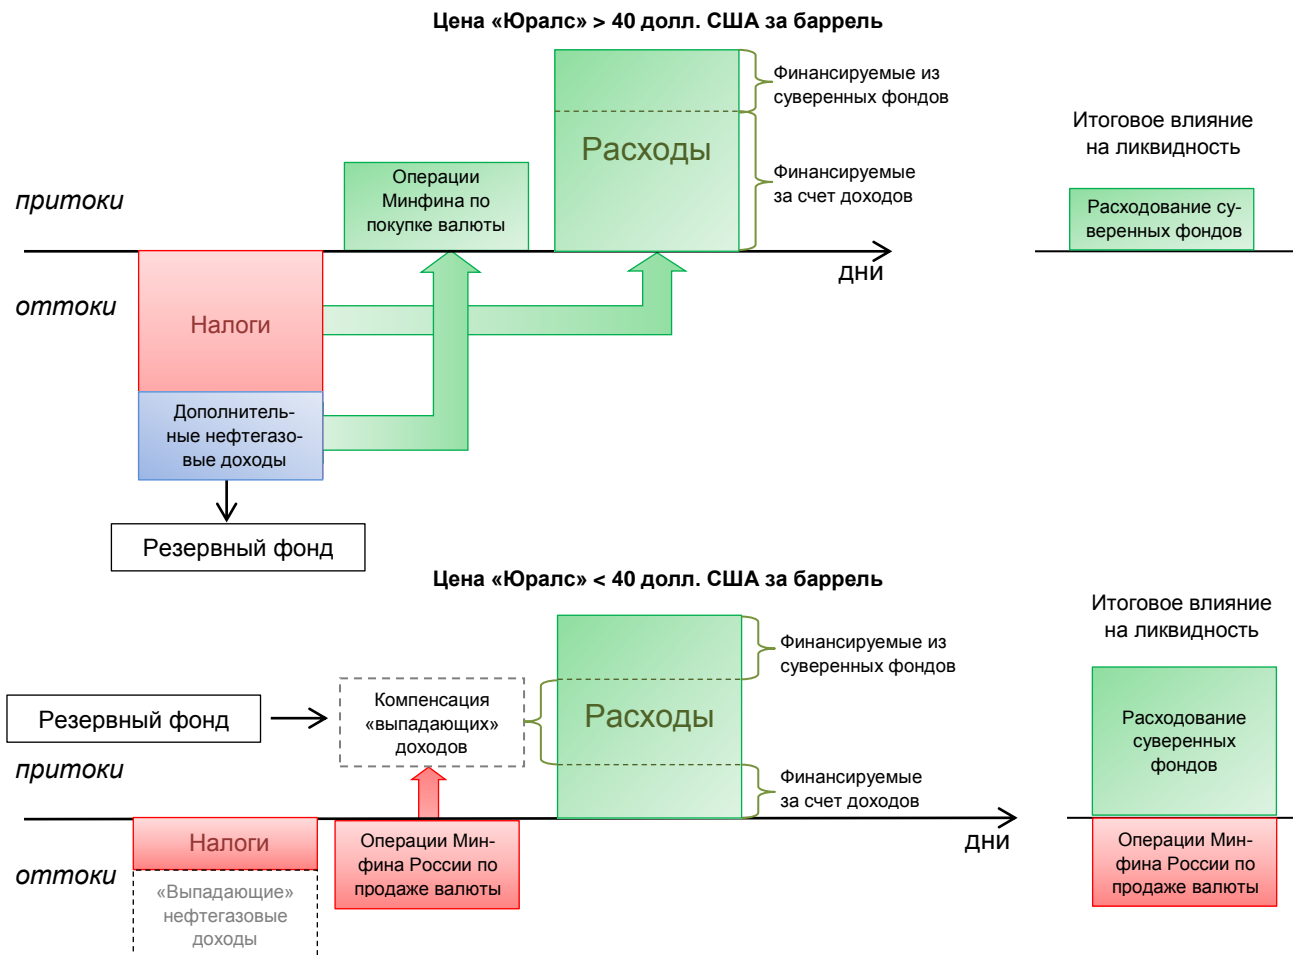 Цена «Юралс» > 40 долл. США за баррель
Финансируемые из
суверенных фондов
Расходы
Финансируемые
за счет доходов
Итоговое влияние
на ликвидность
Расходование су-
веренных фондов
притоки
Операции
Минфина по
покупке валюты
дни
оттоки
Налоги
Дополнитель-
ные нефтегазо-
вые доходы
Резервный фонд
Цена «Юралс» < 40 долл. США за баррель
Итоговое влияние
на ликвидность
Финансируемые из
суверенных фондов
Резервный фонд
Компенсация
«выпадающих»
доходов
Расходы
Расходование
суверенных
фондов
притоки
Финансируемые
за счет доходов
дни
Налоги
Операции Мин-
фина России по
продаже валюты
Операции Мин-
фина России по
продаже валюты
оттоки
«Выпадающие»
нефтегазовые
доходы